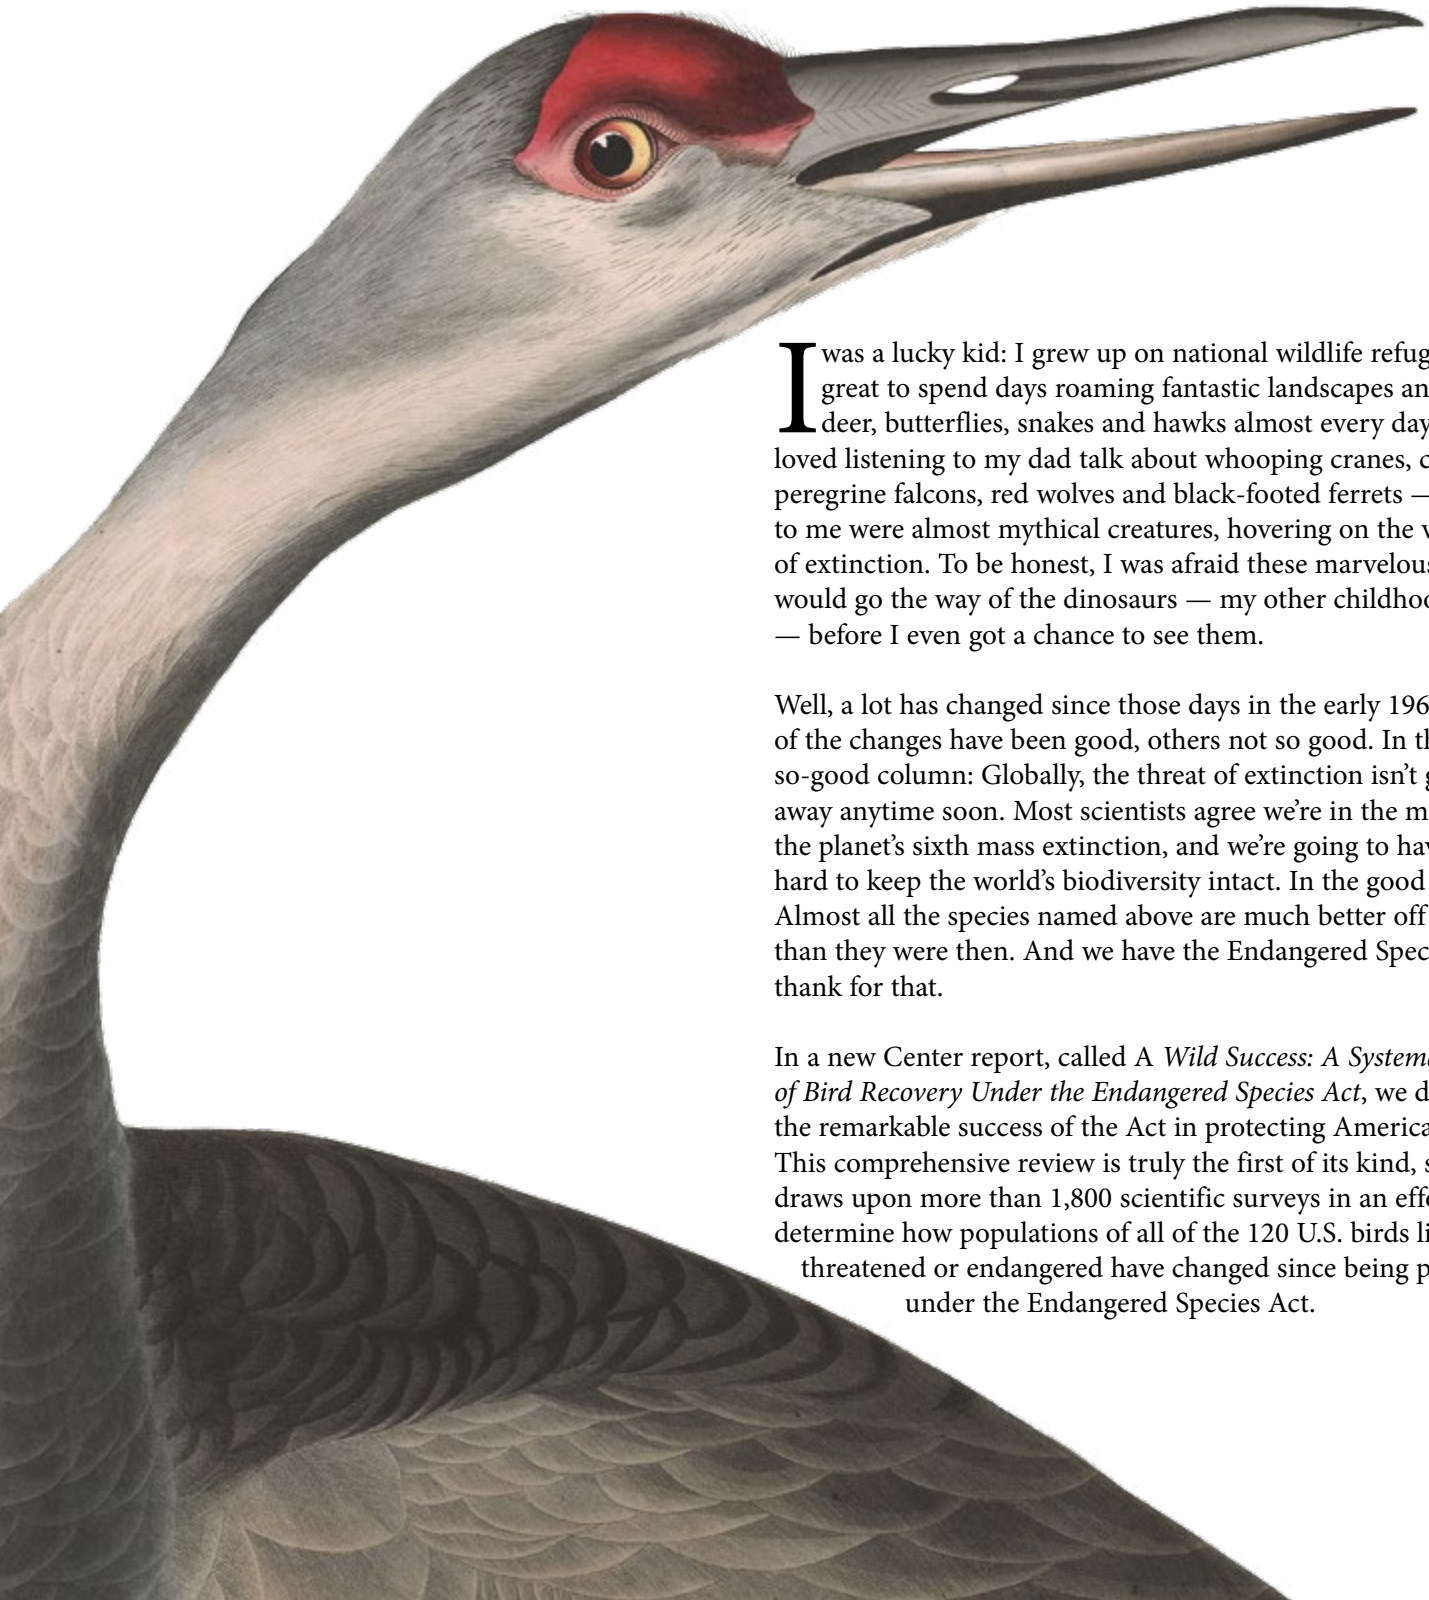 I was a lucky kid: I grew up on national wildlife
great to spend days roaming fantastic landscapes
deer, butterflies, snakes and hawks almost every day
loved listening to my dad talk about whooping cranes,
peregrine falcons, red wolves and black-footed ferrets —
to me were almost mythical creatures, hovering on the
of extinction. To be honest, I was afraid these marvelous
would go the way of the dinosaurs — my other
— before I even got a chance to see them.
Well, a lot has changed since those days in the early
of the changes have been good, others not so good. In
so-good column: Globally, the threat of extinction isn’t
away anytime soon. Most scientists agree we’re in the
the planet’s sixth mass extinction, and we’re going to
hard to keep the world’s biodiversity intact. In the good
Almost all the species named above are much better off
than they were then. And we have the Endangered
thank for that.
In a new Center report, called A Wild Success: A
of Bird Recovery Under the Endangered Species Act, we
the remarkable success of the Act in protecting
This comprehensive review is truly the first of its kind,
draws upon more than 1,800 scientific surveys in an
determine how populations of all of the 120 U.S. birds
threatened or endangered have changed since being
under the Endangered Species Act.